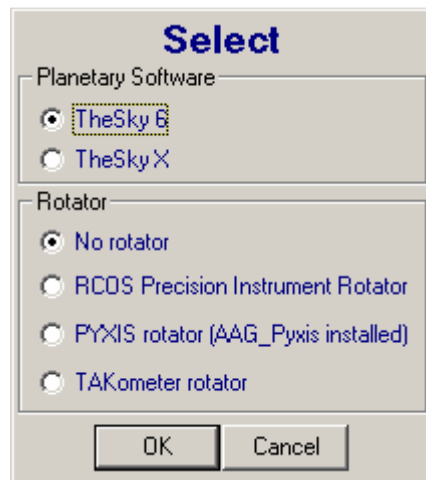 Select
Planetary Software
TheSky 6
TheSky X
Rotator
No rotator
RCOS Precision Instrument Rotator
PYXIS rotator (AAG_Pyxis installed)
TAKometer rotator
OK
Cancel